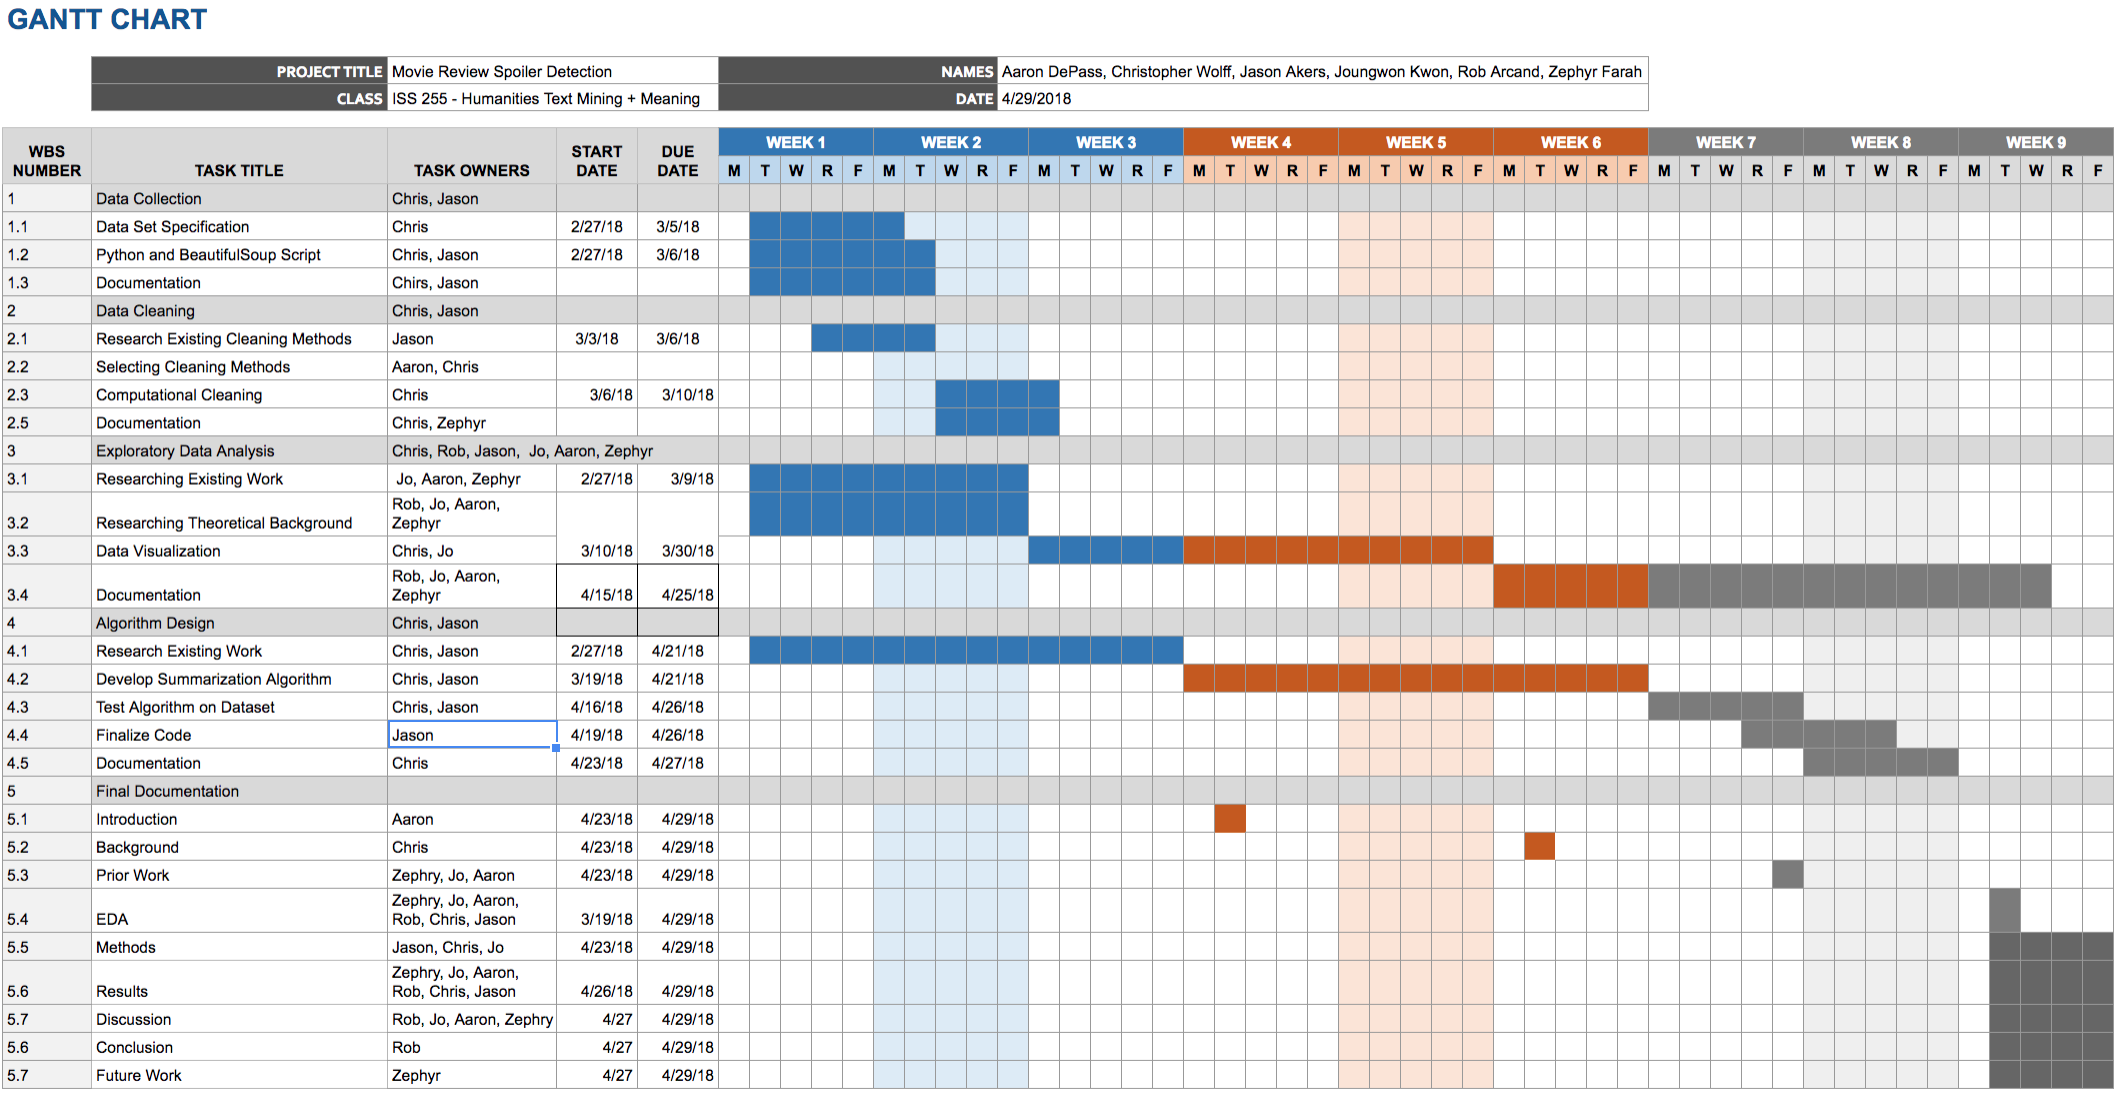 GANTT CHART
PROJECT TITLE Movie Review Spoiler Detection NAMES Aaron DePass, Christopher Wolff, Jason Akers, Joungwon Kwon, Rob Arcand, Zephyr Farah
CLASS ISS 255 - Humanities Text Mining + Meaning DATE 4/29/2018
WBS NUMBER TASK TITLE TASK OWNERS START DATE DUE DATE WEEK 1 WEEK 2 WEEK 3 WEEK 4 WEEK 5 WEEK 6 WEEK 7 WEEK 8 WEEK 9
M T W R F M T W R F M T W R F M T W R F M T W R F M T W R F M T W R F M T W R F M T W R F
1 Data Collection Chris, Jason
1.1 Data Set Specification Chris 2/27/18 3/5/18
1.2 Python and BeautifulSoup Script Chris, Jason 2/27/18 3/6/18
1.3 Documentation Chirs, Jason
2 Data Cleaning Chris, Jason
2.1 Research Existing Cleaning Methods Jason 3/3/18 3/6/18
2.2 Selecting Cleaning Methods Aaron, Chris
2.3 Computational Cleaning Chris 3/6/18 3/10/18
2.5 Documentation Chris, Zephyr
3 Exploratory Data Analysis Chris, Rob, Jason, Jo, Aaron, Zephyr
3.1 Researching Existing Work Jo, Aaron, Zephyr 2/27/18 3/9/18
3.2 Researching Theoretical Background Rob, Jo, Aaron, Zephyr
3.3 Data Visualization Chris, Jo 3/10/18 3/30/18
3.4 Documentation Rob, Jo, Aaron, Zephyr 4/15/18 4/25/18
4 Algorithm Design Chris, Jason
4.1 Research Existing Work Chris, Jason 2/27/18 4/21/18
4.2 Develop Summarization Algorithm Chris, Jason 3/19/18 4/21/18
4.3 Test Algorithm on Dataset Chris, Jason 4/16/18 4/26/18
4.4 Finalize Code Jason 4/19/18 4/26/18
4.5 Documentation Chris 4/23/18 4/27/18
5 Final Documentation
5.1 Introduction Aaron 4/23/18 4/29/18
5.2 Background Chris 4/23/18 4/29/18
5.3 Prior Work Zephry, Jo, Aaron 4/23/18 4/29/18
5.4 EDA Zephry, Jo, Aaron, Rob, Chris, Jason 3/19/18 4/29/18
5.5 Methods Jason, Chris, Jo 4/23/18 4/29/18
5.6 Results Zephry, Jo, Aaron, Rob, Chris, Jason 4/26/18 4/29/18
5.7 Discussion Rob, Jo, Aaron, Zephry 4/27 4/29/18
5.6 Conclusion Rob 4/27 4/29/18
5.7 Future Work Zephyr 4/27 4/29/18